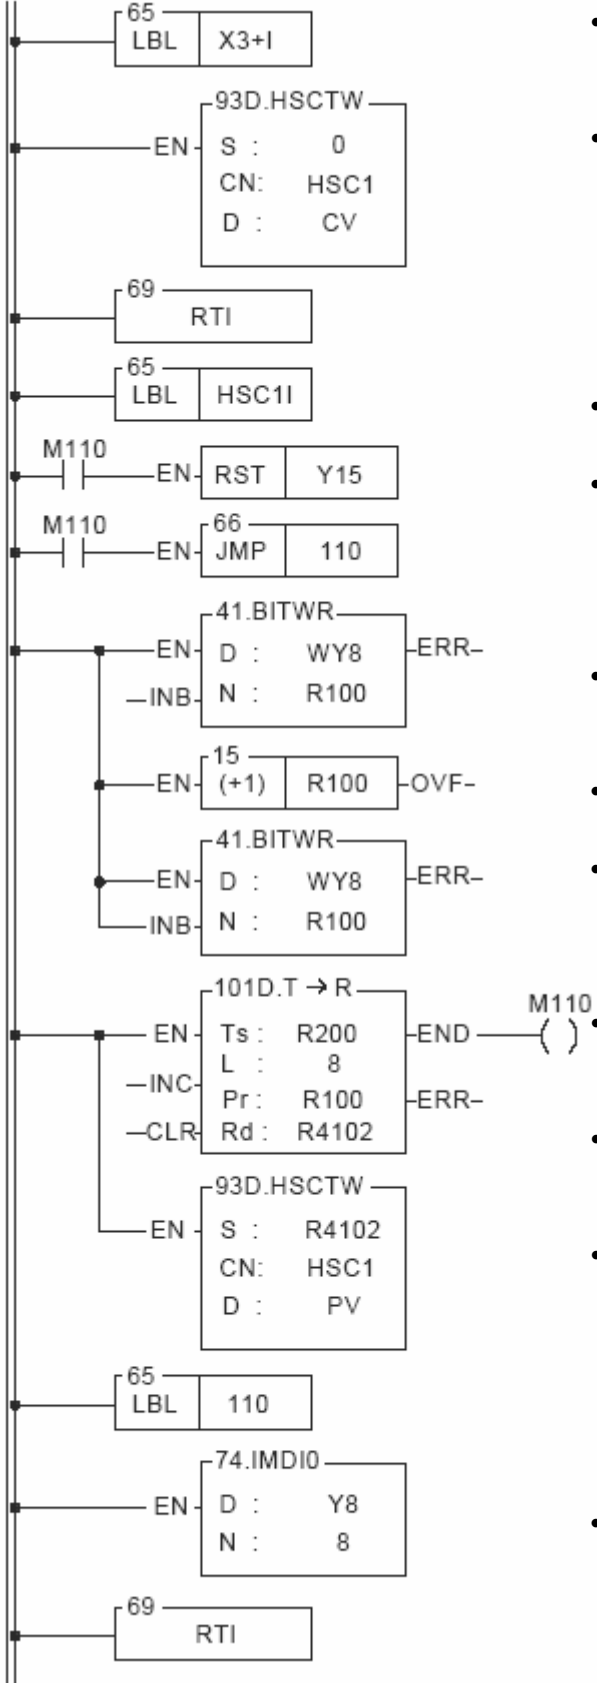 65
LBL X3+I
93D.HSCTW
EN S : 0
CN: HSC1
D : CV
69
RTI
65
LBL HSC1I
M110
EN RST Y15
M110
66
EN JMP 110
41.BITWR
EN D : WY8 ERR
INB N : R100
15
EN (+1) R100 OVF
41.BITWR
EN D : WY8 ERR
INB N : R100
101D.T → R
M110
EN Ts : R200 END ( )
L : 8
INC
Pr : R100 ERR
CLR Rd : R4102
93D.HSCTW
EN S : R4102
CN: HSC1
D : PV
65
LBL 110
74.IMDI0
EN D : Y8
N : 8
69
RTI